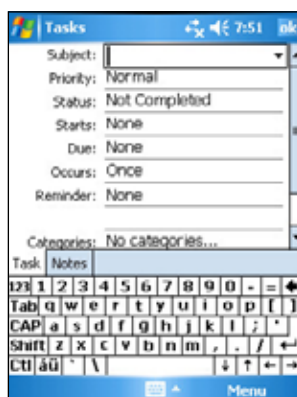 Tasks 7:51 ok
Subject:
Priority: Normal
Status: Not Completed
Starts: None
Due: None
Occurs: Once
Reminder: None
Categories: No categories...
Task Notes
123 1 2 3 4 5 6 7 8 9 0 - =
Tab q w e r t y u i o p [ ]
CAP a s d f g h j k l ; '
Shift z x c v b n m , . /
Ctl áü ` \
Menu